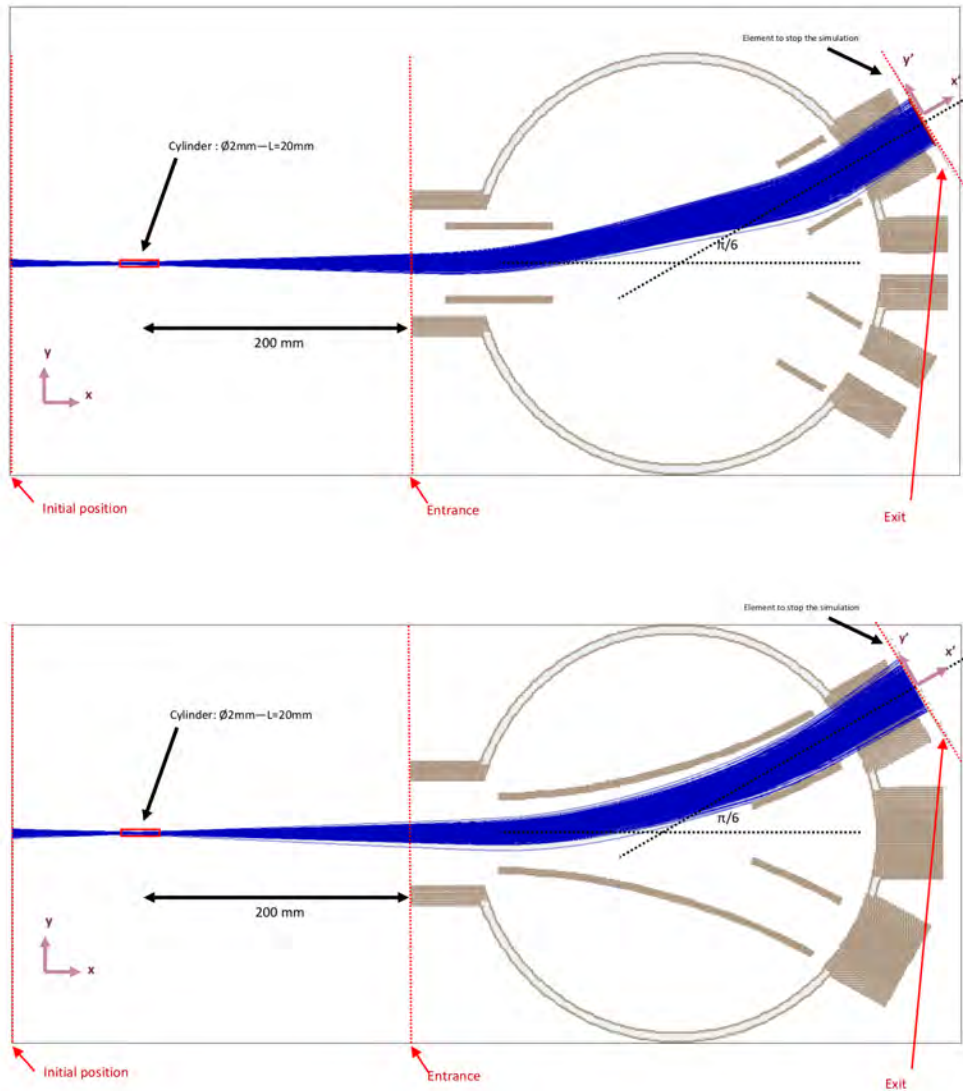 Element to stop the simulation
y'
x'
Cylinder : Ø2mm—L=20mm
π/6
200 mm
y
x
Initial position
Entrance
Exit
Element to stop the simulation
y'
x'
Cylinder: Ø2mm—L=20mm
π/6
200 mm
y
x
Initial position
Entrance
Exit